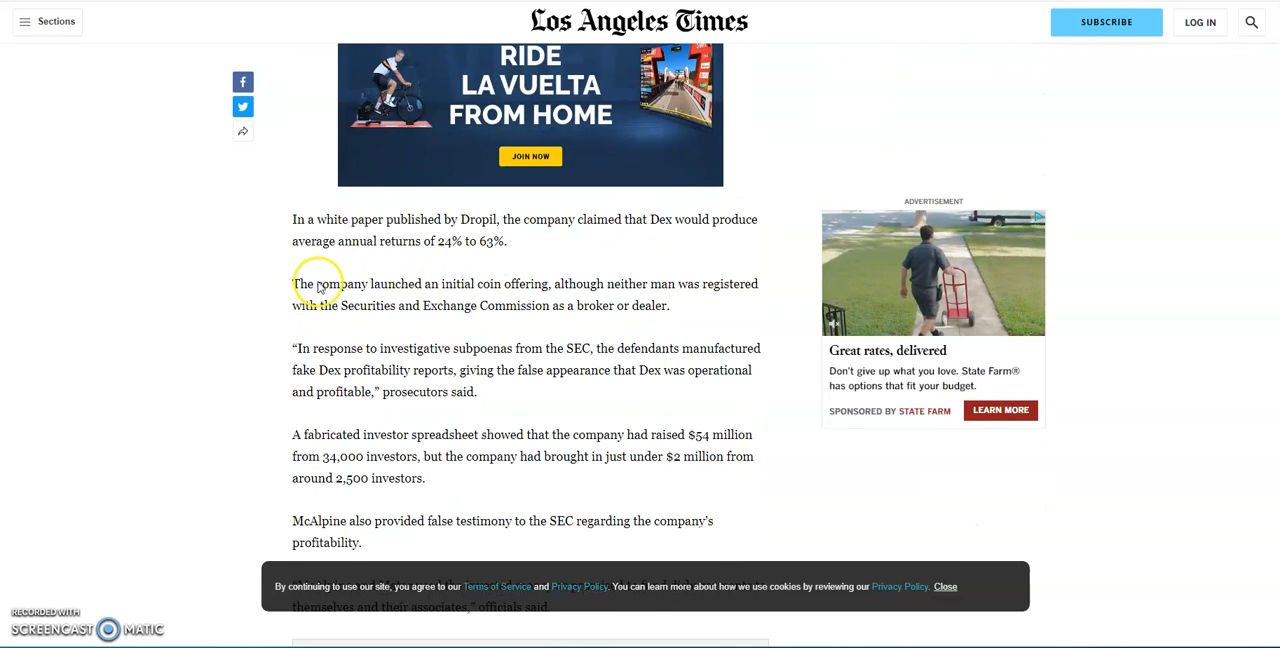 Sections
Los Angeles Times
SUBSCRIBE
LOG IN
RIDE
LA VUELTA
FROM HOME
JOIN NOW
In a white paper published by Dropil, the company claimed that Dex would produce
average annual returns of 24% to 63%.
The company launched an initial coin offering, although neither man was registered
with the Securities and Exchange Commission as a broker or dealer.
“In response to investigative subpoenas from the SEC, the defendants manufactured
fake Dex profitability reports, giving the false appearance that Dex was operational
and profitable,” prosecutors said.
A fabricated investor spreadsheet showed that the company had raised $54 million
from 34,000 investors, but the company had brought in just under $2 million from
around 2,500 investors.
McAlpine also provided false testimony to the SEC regarding the company’s
profitability.
themselves and their associates,” officials said.
ADVERTISEMENT
Great rates, delivered
Don't give up what you love. State Farm®
has options that fit your budget.
SPONSORED BY STATE FARM
LEARN MORE
By continuing to use our site, you agree to our Terms of Service and Privacy Policy. You can learn more about how we use cookies by reviewing our Privacy Policy. Close
RECORDED WITH
SCREENCAST MATIC